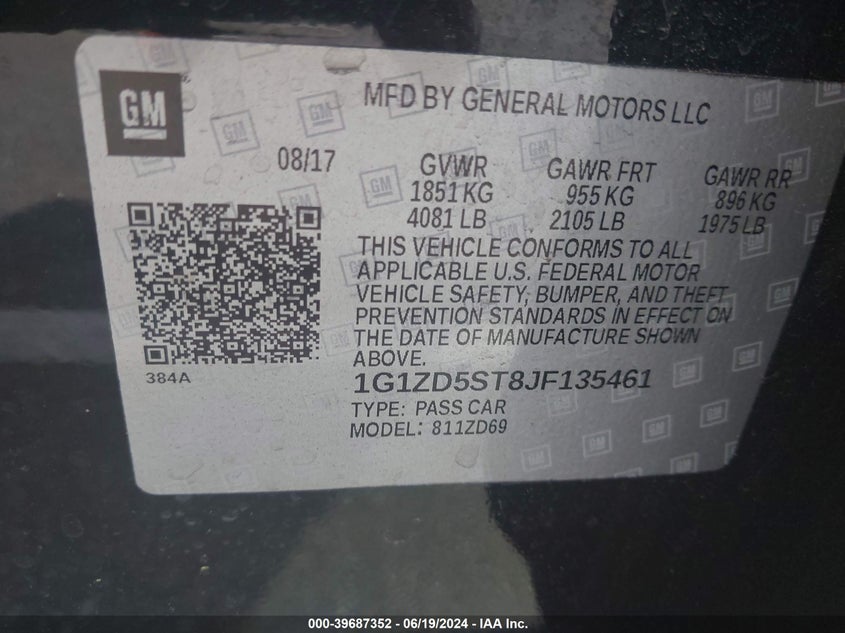 GM
MFD BY GENERAL MOTORS LLC
08/17
GVWR
1851 KG
4081 LB
GAWR FRT
955 KG
2105 LB
GAWR RR
896 KG
1975 LB
THIS VEHICLE CONFORMS TO ALL
APPLICABLE U.S. FEDERAL MOTOR
VEHICLE SAFETY, BUMPER, AND THEFT
PREVENTION STANDARDS IN EFFECT ON
THE DATE OF MANUFACTURE SHOWN
ABOVE.
384A
1G1ZD5ST8JF135461
TYPE: PASS CAR
MODEL: 811ZD69
000-39687352 - 06/19/2024 - IAA Inc.